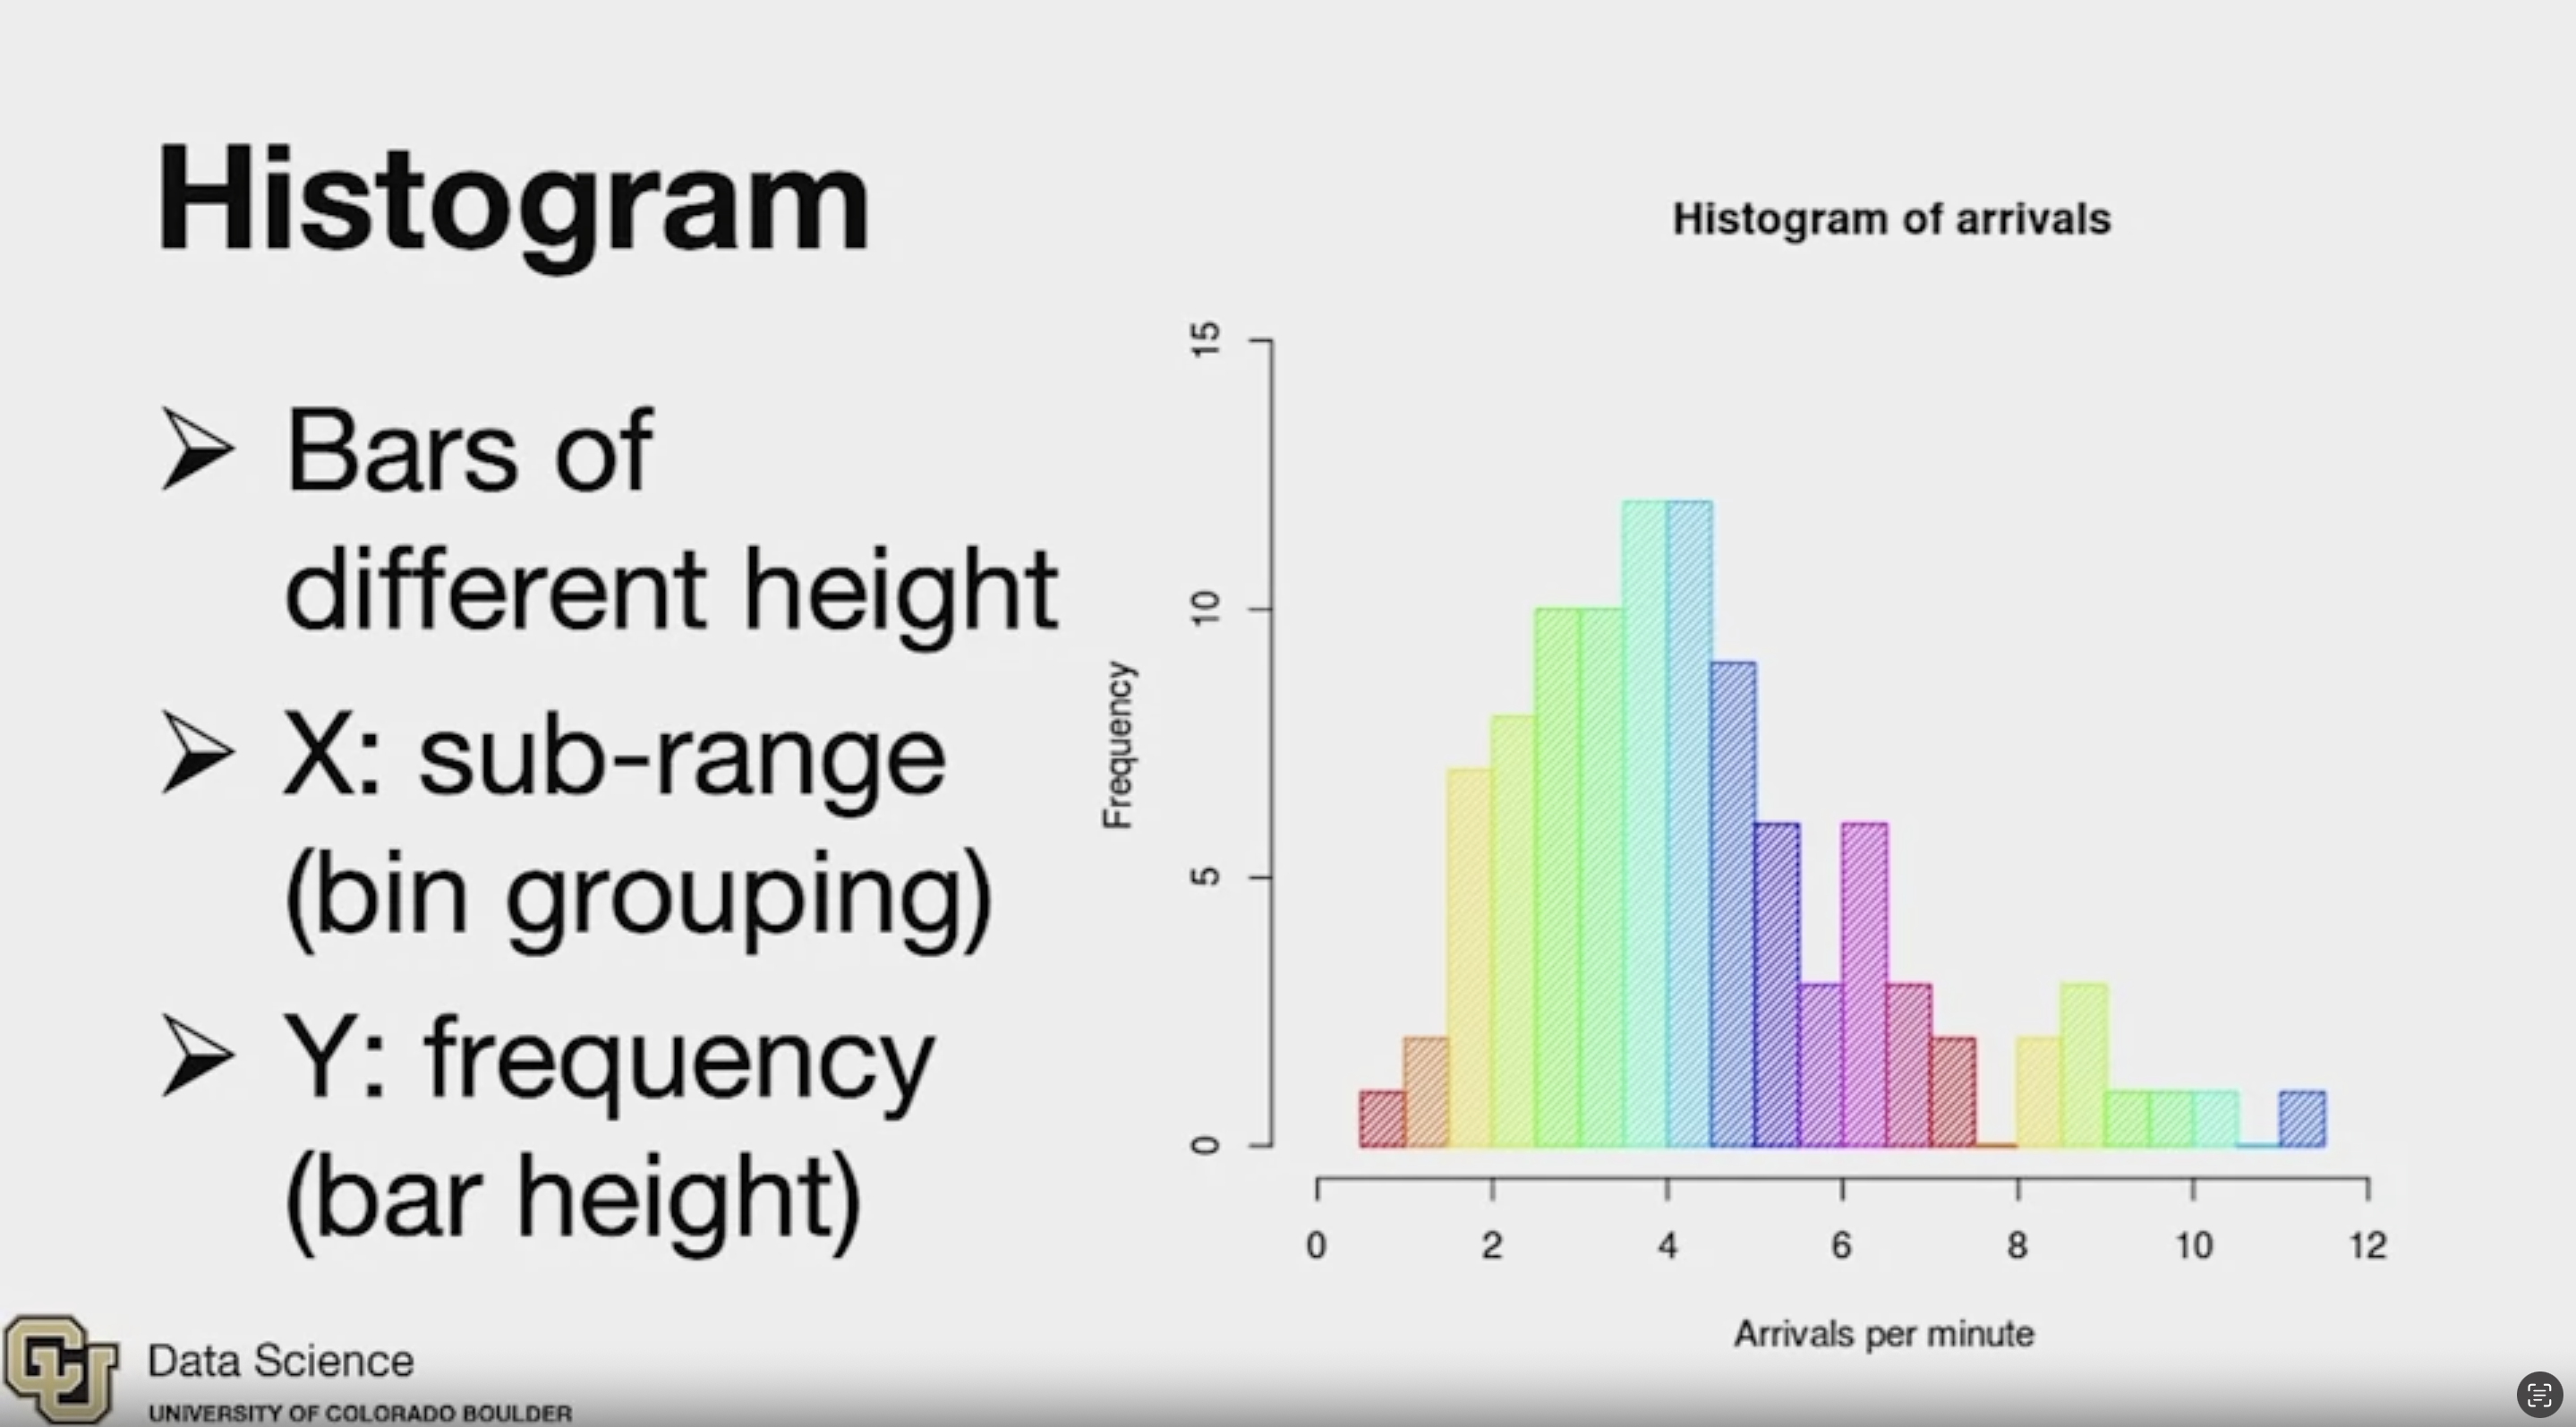 Histogram
➢ Bars of
different height
➢ X: sub-range
(bin grouping)
➢ Y: frequency
(bar height)
Histogram of arrivals
Frequency
15
10
5
0
0 2 4 6 8 10 12
Arrivals per minute
CU
Data Science
UNIVERSITY OF COLORADO BOULDER